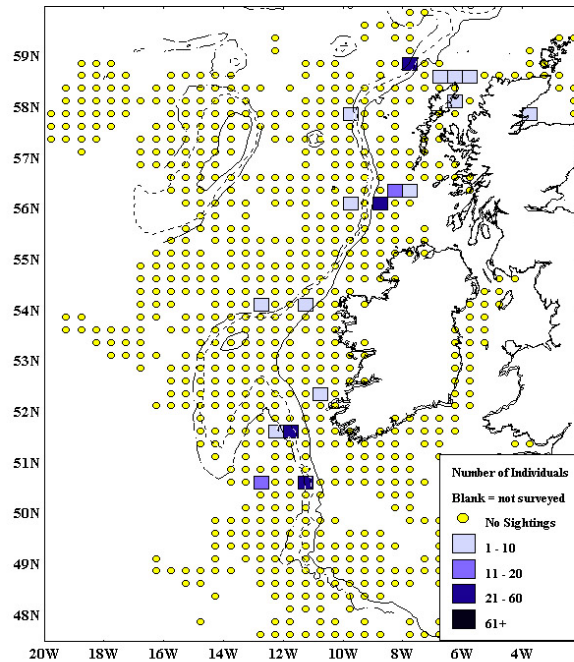 59N
58N
57N
56N
55N
54N
53N
52N
51N
50N
49N
48N
Number of Individuals
Blank = not surveyed
No Sightings
1 - 10
11 - 20
21 - 60
61+
20W 18W 16W 14W 12W 10W 8W 6W 4W